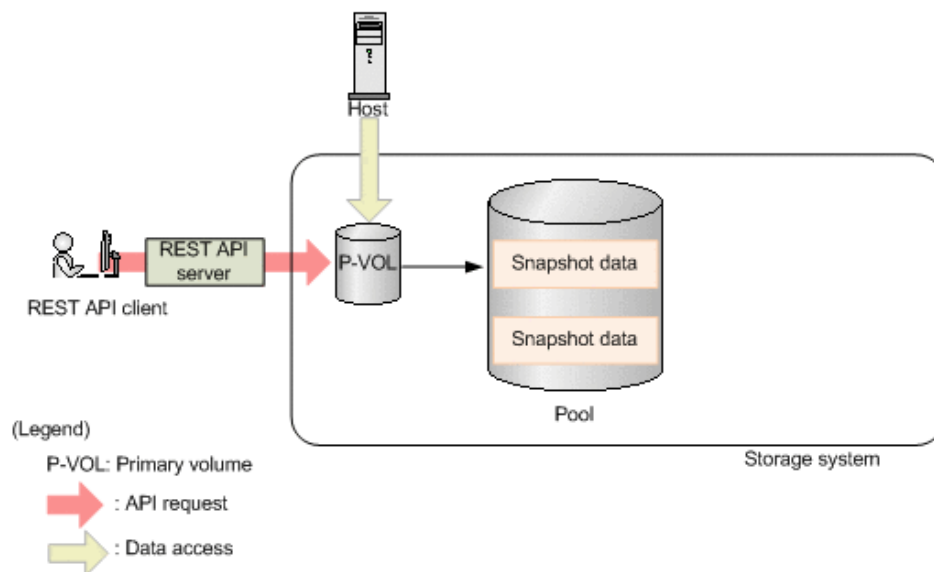 Host
REST API
server
P-VOL
REST API client
Snapshot data
Snapshot data
Pool
Storage system
(Legend)
P-VOL: Primary volume
: API request
: Data access